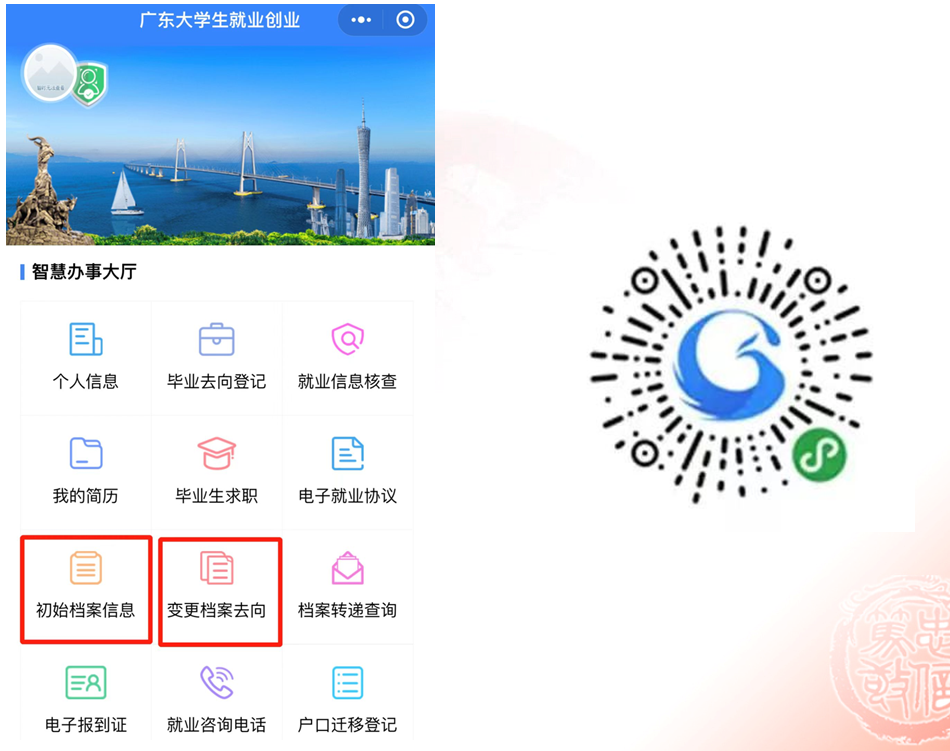 广东大学生就业创业
智慧办事大厅
个人信息
毕业去向登记
就业信息核查
我的简历
毕业生求职
电子就业协议
初始档案信息
变更档案去向
档案转递查询
电子报到证
就业咨询电话
户口迁移登记